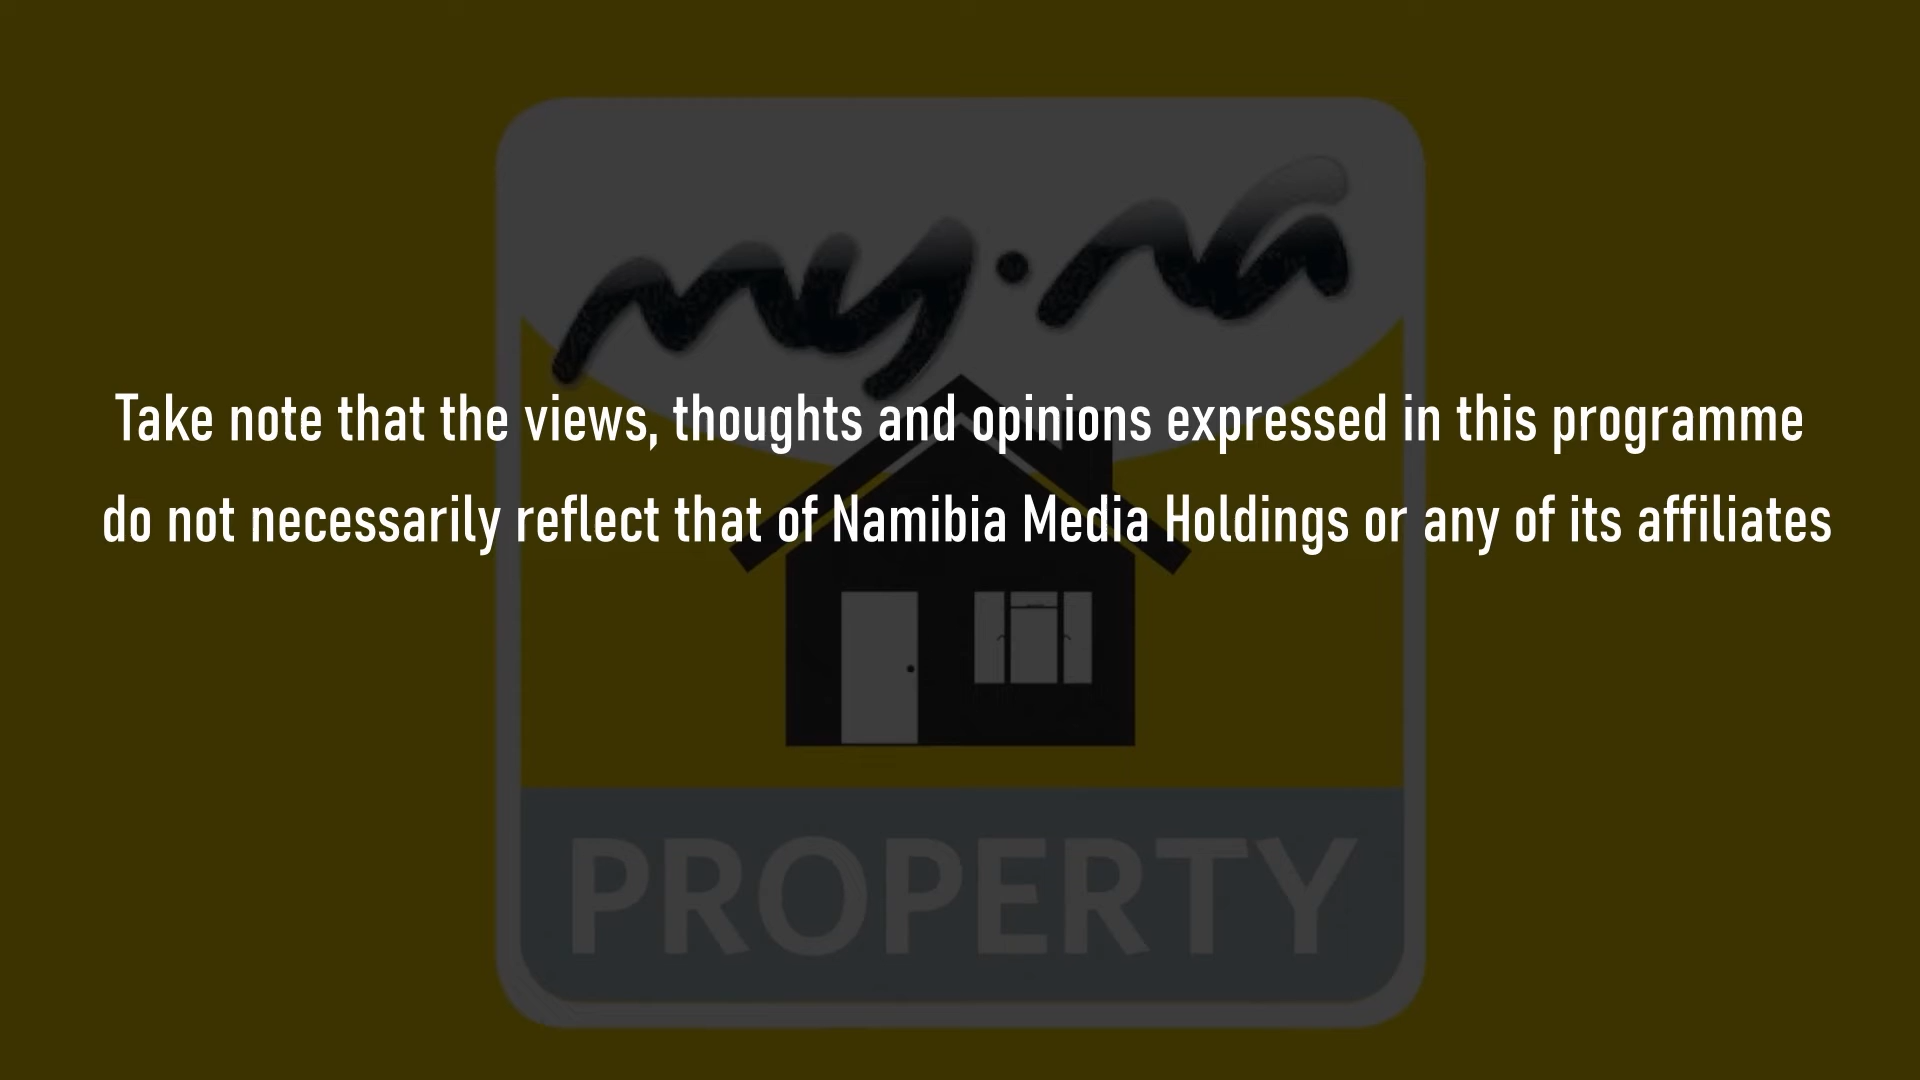 my.na
Take note that the views, thoughts and opinions expressed in this programme
do not necessarily reflect that of Namibia Media Holdings or any of its affiliates
PROPERTY